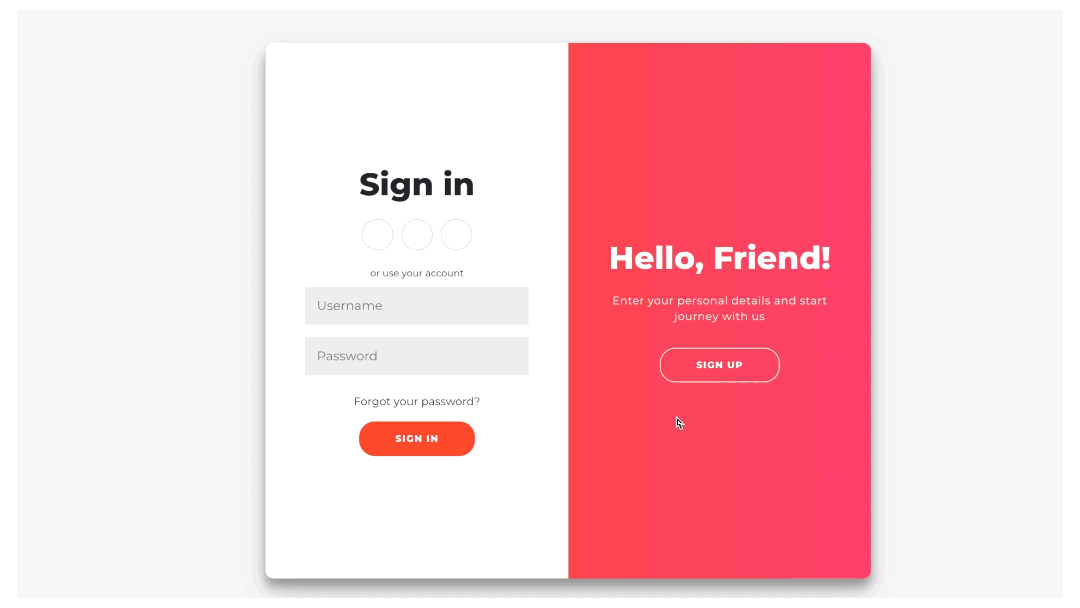 Sign in
or use your account
Username
Password
Forgot your password?
SIGN IN
Hello, Friend!
Enter your personal details and start
journey with us
SIGN UP